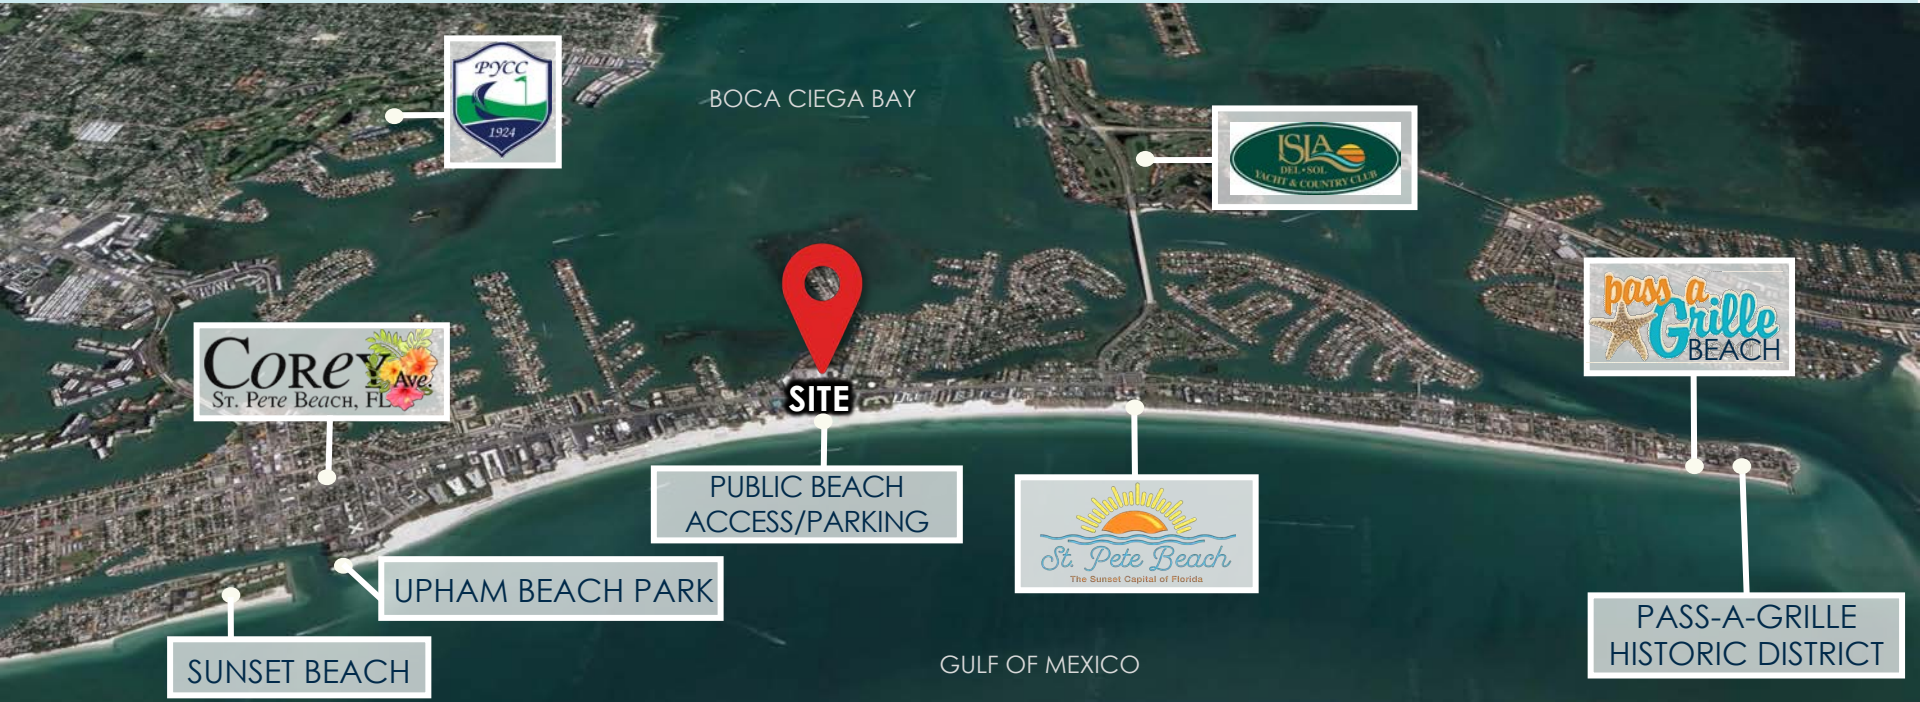 PYCC
1924
BOCA CIEGA BAY
ISLA
DEL•SOL
YACHT & COUNTRY CLUB
pass a
Grille
BEACH
COREY
Ave.
ST. PETE BEACH, FL
SITE
PUBLIC BEACH
ACCESS/PARKING
St. Pete Beach
The Sunset Capital of Florida
UPHAM BEACH PARK
SUNSET BEACH
PASS-A-GRILLE
HISTORIC DISTRICT
GULF OF MEXICO